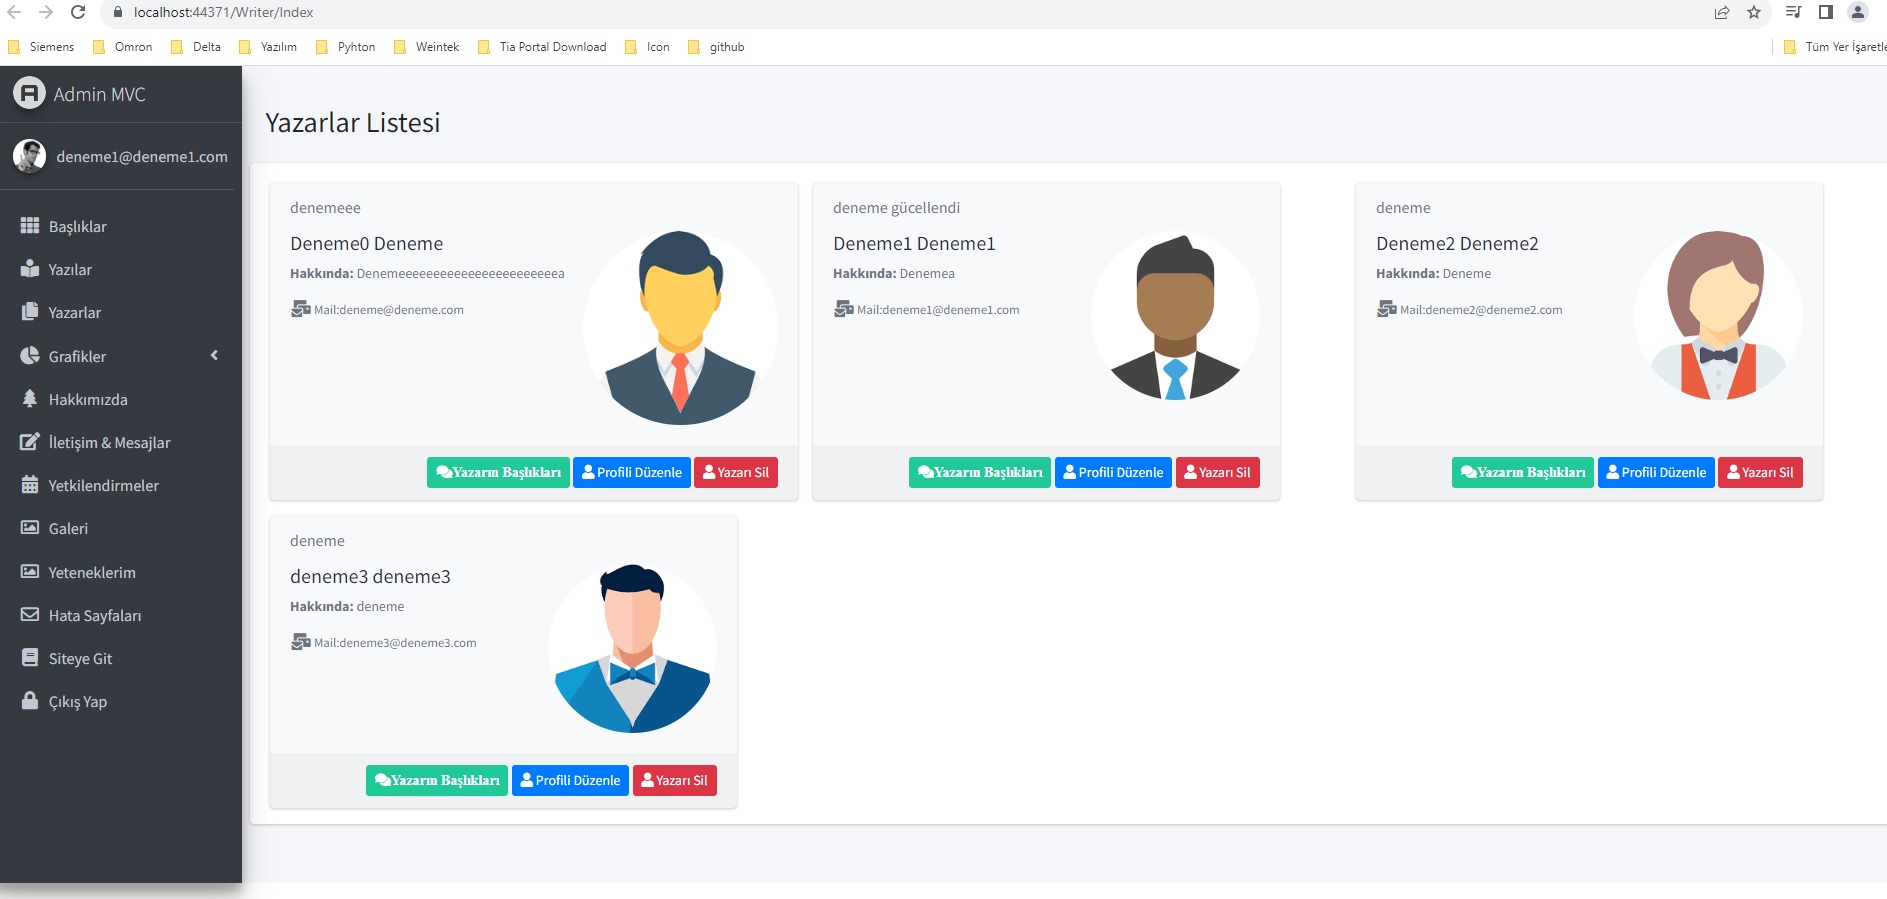 localhost:44371/Writer/Index
Siemens Omron Delta Yazılım Pyhton Weintek Tia Portal Download Icon github Tüm Yer İşaretle
Admin MVC
deneme1@deneme1.com
Başlıklar
Yazılar
Yazarlar
Grafikler
Hakkımızda
İletişim & Mesajlar
Yetkilendirmeler
Galeri
Yeteneklerim
Hata Sayfaları
Siteye Git
Çıkış Yap
Yazarlar Listesi
denemeee
Deneme0 Deneme
Hakkında: Denemeeeeeeeeeeeeeeeeeeeeeeeea
Mail:deneme@deneme.com
Yazarın Başlıkları Profili Düzenle Yazarı Sil
deneme gücellendi
Deneme1 Deneme1
Hakkında: Denemea
Mail:deneme1@deneme1.com
Yazarın Başlıkları Profili Düzenle Yazarı Sil
deneme
Deneme2 Deneme2
Hakkında: Deneme
Mail:deneme2@deneme2.com
Yazarın Başlıkları Profili Düzenle Yazarı Sil
deneme
deneme3 deneme3
Hakkında: deneme
Mail:deneme3@deneme3.com
Yazarın Başlıkları Profili Düzenle Yazarı Sil